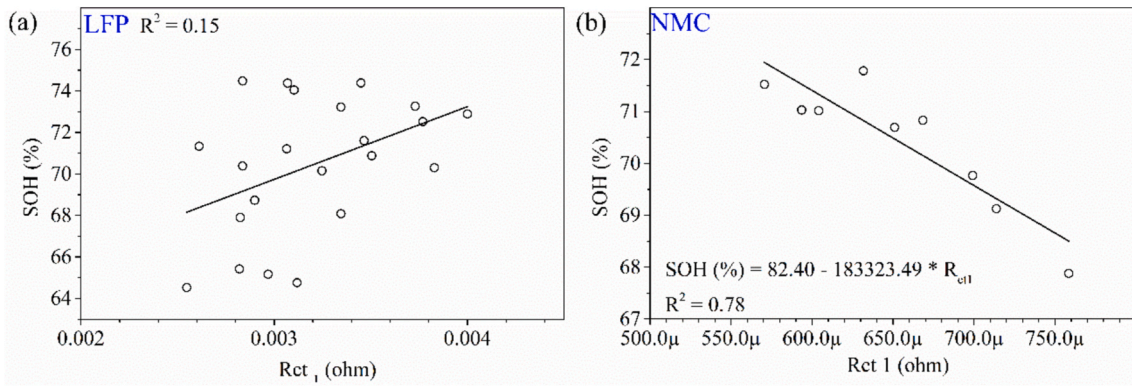 (a) LFP R² = 0.15
76
74
72
70
68
66
64
SOH (%)
0.002 0.003 0.004
Rct 1 (ohm)
(b) NMC
72
71
70
69
68
67
SOH (%)
SOH (%) = 82.40 - 183323.49 * Rct1
R² = 0.78
500.0μ 550.0μ 600.0μ 650.0μ 700.0μ 750.0μ
Rct 1 (ohm)